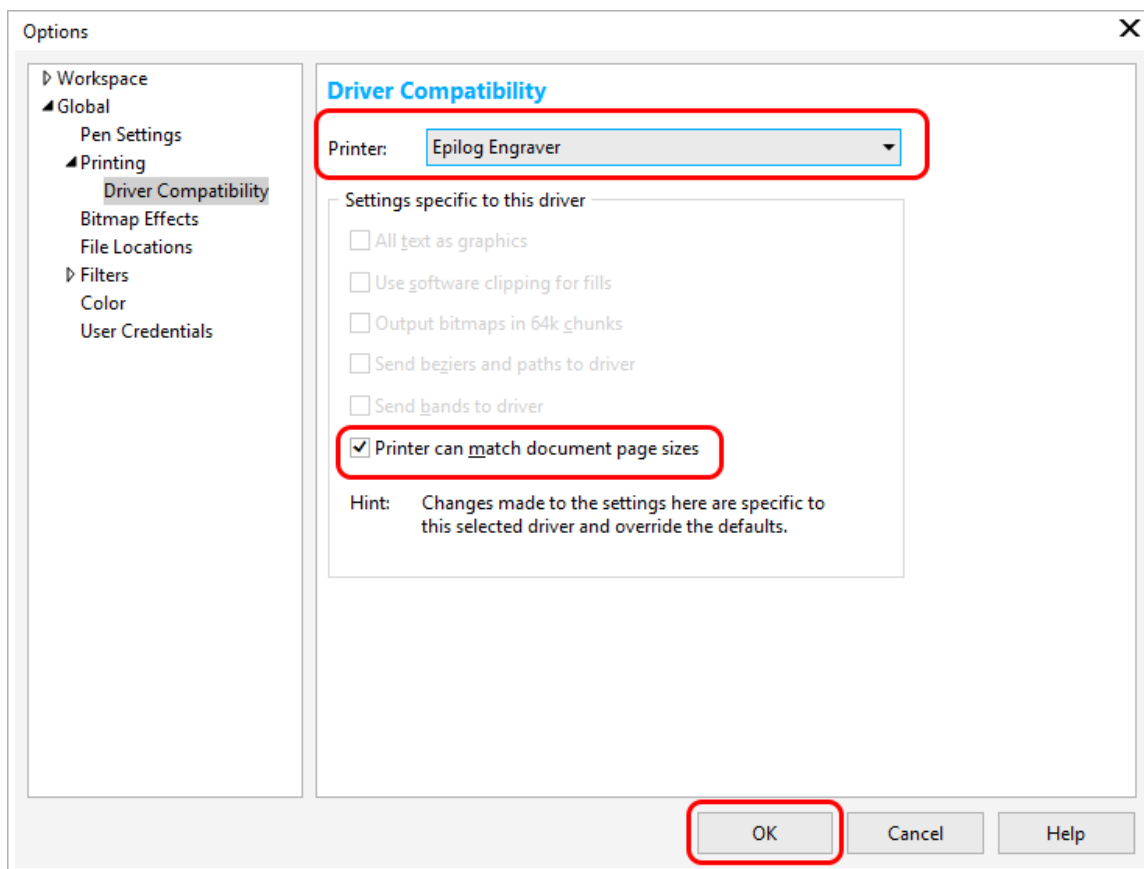 Options
Workspace
Global
Pen Settings
Printing
Driver Compatibility
Bitmap Effects
File Locations
Filters
Color
User Credentials
Driver Compatibility
Printer: Epilog Engraver
Settings specific to this driver
All text as graphics
Use software clipping for fills
Output bitmaps in 64k chunks
Send beziers and paths to driver
Send bands to driver
Printer can match document page sizes
Hint: Changes made to the settings here are specific to
this selected driver and override the defaults.
OK Cancel Help